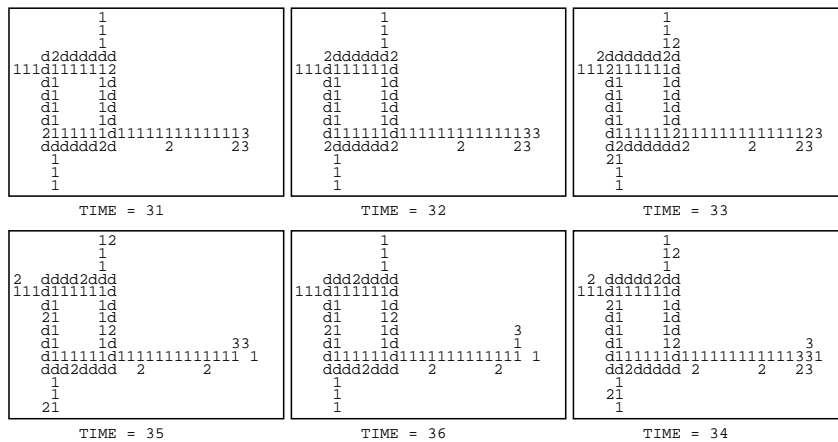 1
1
1
d2dddddd
111d1111112
d1    1d
d1    1d
d1    1d
d1    1d
2111111d11111111111113
dddddd2d     2      23
1
1
1
TIME = 31
1
1
1
2dddddd2
111d111111d
d1    1d
d1    1d
d1    1d
d1    1d
d111111d111111111111133
2dddddd2      2     23
1
1
1
TIME = 32
1
1
12
2dddddd2d
1112111111d
d1    1d
d1    1d
d1    1d
d1    1d
d1111112111111111111123
d2dddddd2      2    23
21
1
1
TIME = 33
12
1
1
2  dddd2ddd
111d111111d
d1    1d
21    1d
d1    12
d1    1d            33
d111111d1111111111111 1
ddd2dddd  2      2
1
1
21
TIME = 35
1
1
1
ddd2dddd
111d111111d
d1    1d
d1    12
21    1d            3
d1    1d            1
d111111d1111111111111 1
ddd2dddd   2      2
1
1
1
TIME = 36
1
12
1
2 ddddd2dd
111d111111d
21    1d
d1    1d
d1    1d
d1    12             3
d111111d111111111111331
dd2ddddd 2      2   23
1
21
1
TIME = 34